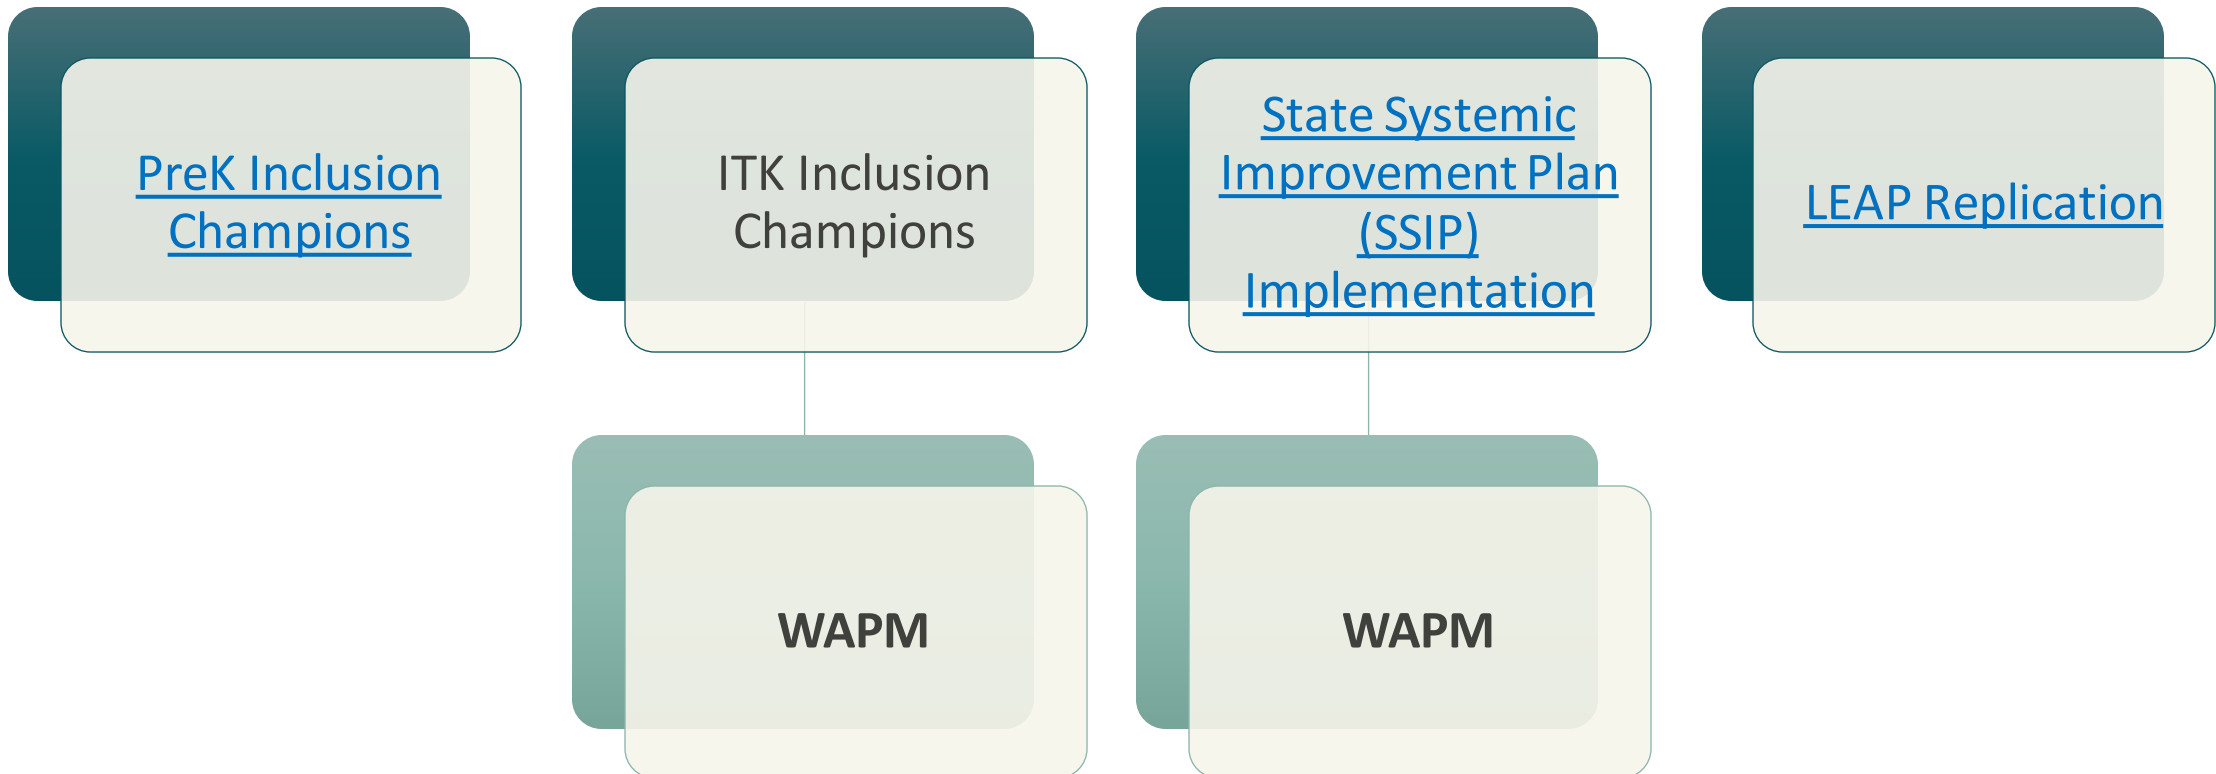 PreK Inclusion
Champions
ITK Inclusion
Champions
State Systemic
Improvement Plan
(SSIP)
Implementation
LEAP Replication
WAPM
WAPM